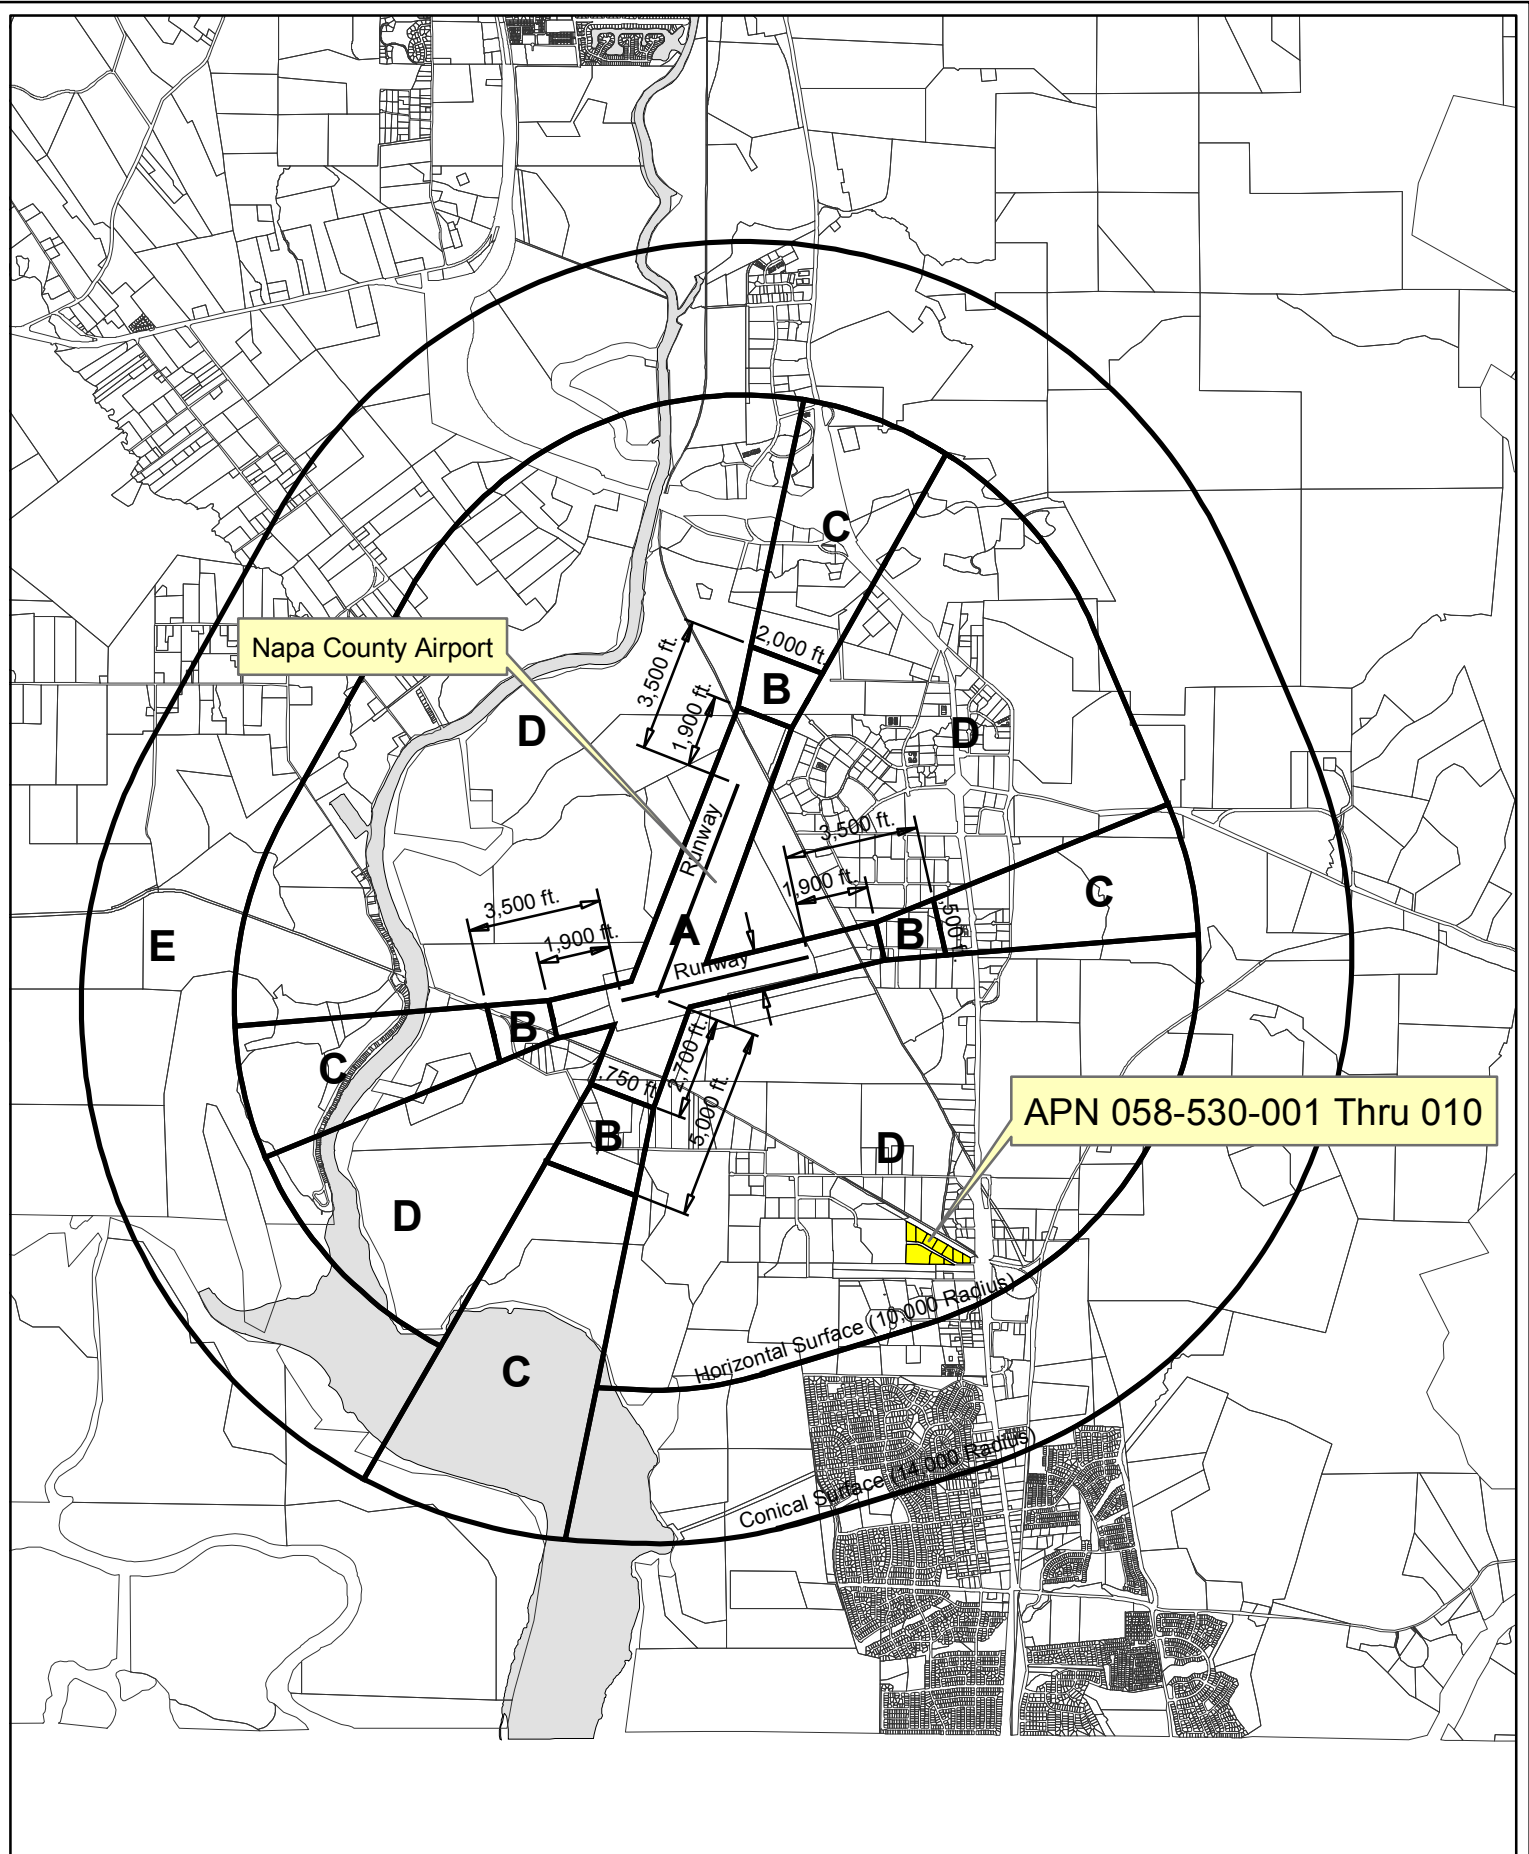 C
Napa County Airport
2,000 ft.
3,500 ft.
B
1,900 ft.
D
D
Runway
3,500 ft.
1,900 ft.
C
3,500 ft.
A
B
,500 ft.
E
1,900 ft.
Runway
B
C
2,700 ft.
,750 ft
5,000 ft.
APN 058-530-001 Thru 010
B
D
D
Horizontal Surface (10,000 Radius)
C
Conical Surface (14,000 Radius)